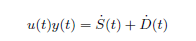 u(t)y(t) = Ṡ(t) + Ḋ(t)